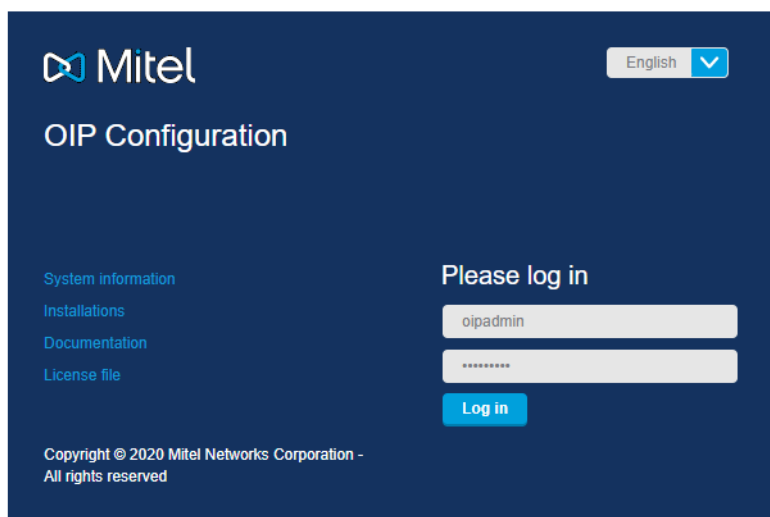 Mitel
English
OIP Configuration
System information
Installations
Documentation
License file
Please log in
oipadmin
•••••••••
Log in
Copyright © 2020 Mitel Networks Corporation -
All rights reserved